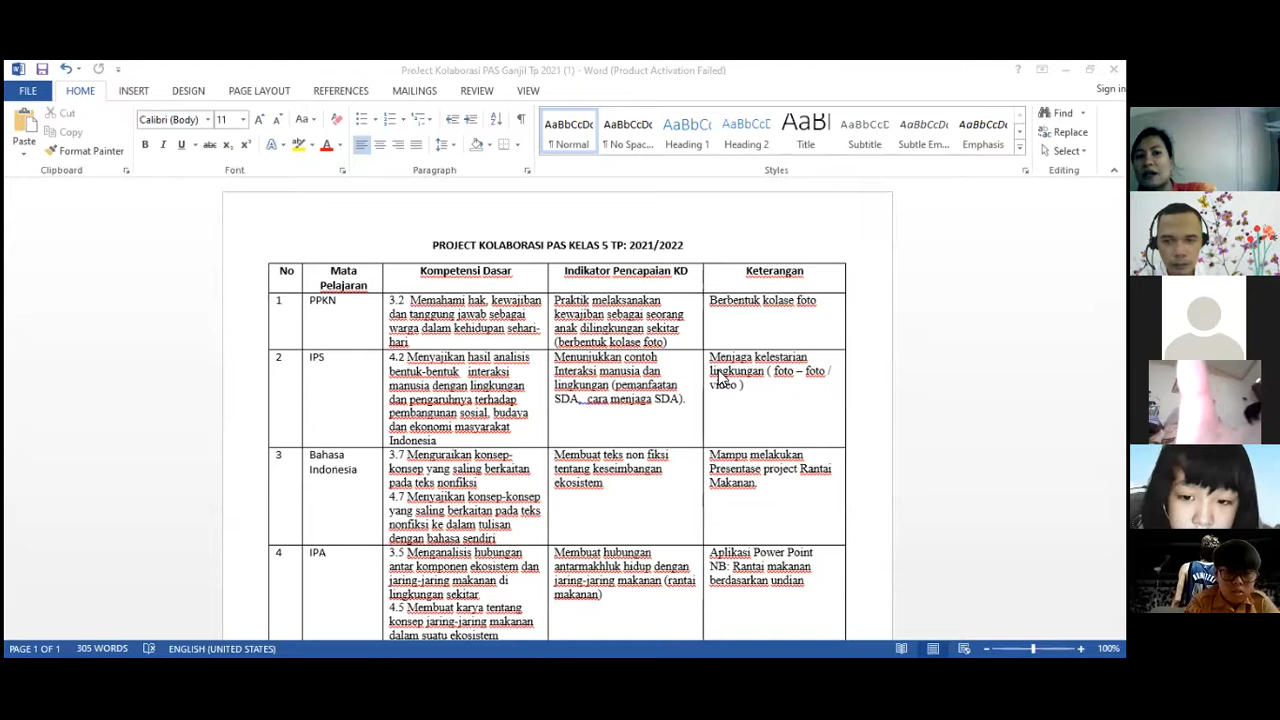 Project Kolaborasi PAS Ganjil Tp 2021 (1) - Word (Product Activation Failed)
FILE HOME INSERT DESIGN PAGE LAYOUT REFERENCES MAILINGS REVIEW VIEW Sign in
Cut
Copy
Paste
Format Painter
Clipboard
Calibri (Body) 11
Font
Paragraph
AaBbCcDc AaBbCcDc AaBbC( AaBbCcD AaB| AaBbCcD AaBbCcDc AaBbCcDc
¶ Normal ¶ No Spac... Heading 1 Heading 2 Title Subtitle Subtle Em... Emphasis
Styles
Find
Replace
Select
Editing
PROJECT KOLABORASI PAS KELAS 5 TP: 2021/2022
No
Mata
Pelajaran
Kompetensi Dasar
Indikator Pencapaian KD
Keterangan
1
PPKN
3.2 Memahami hak, kewajiban
dan tanggung jawab sebagai
warga dalam kehidupan sehari-
hari
Praktik melaksanakan
kewajiban sebagai seorang
anak dilingkungan sekitar
(berbentuk kolase foto)
Berbentuk kolase foto
2
IPS
4.2 Menyajikan hasil analisis
bentuk-bentuk interaksi
manusia dengan lingkungan
dan pengaruhnya terhadap
pembangunan sosial, budaya
dan ekonomi masyarakat
Indonesia
Menunjukkan contoh
Interaksi manusia dan
lingkungan (pemanfaatan
SDA, cara menjaga SDA).
Menjaga kelestarian
lingkungan ( foto – foto /
video )
3
Bahasa
Indonesia
3.7 Menguraikan konsep-
konsep yang saling berkaitan
pada teks nonfiksi
4.7 Menyajikan konsep-konsep
yang saling berkaitan pada teks
nonfiksi ke dalam tulisan
dengan bahasa sendiri
Membuat teks non fiksi
tentang keseimbangan
ekosistem
Mampu melakukan
Presentase project Rantai
Makanan.
4
IPA
3.5 Menganalisis hubungan
antar komponen ekosistem dan
jaring-jaring makanan di
lingkungan sekitar
4.5 Membuat karya tentang
konsep jaring-jaring makanan
dalam suatu ekosistem
Membuat hubungan
antarmakhluk hidup dengan
jaring-jaring makanan (rantai
makanan)
Aplikasi Power Point
NB: Rantai makanan
berdasarkan undian
PAGE 1 OF 1 305 WORDS ENGLISH (UNITED STATES) 100%